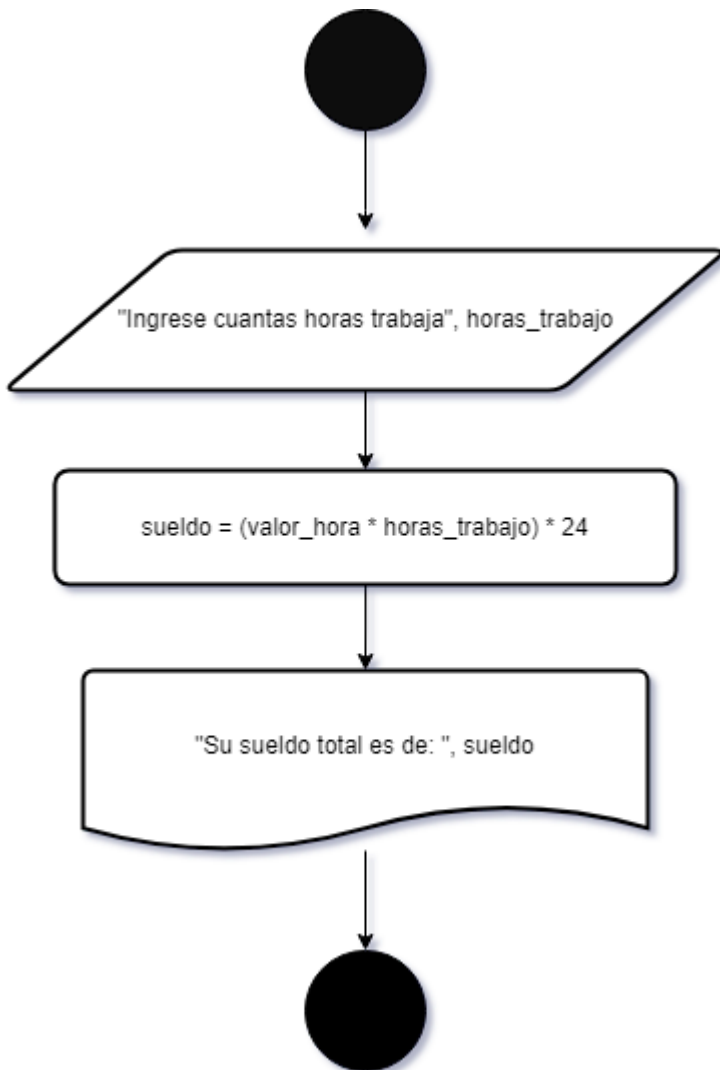 "Ingrese cuantas horas trabaja", horas_trabajo
sueldo = (valor_hora * horas_trabajo) * 24
"Su sueldo total es de: ", sueldo